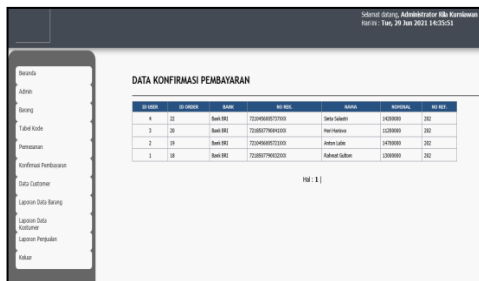 Selamat datang, Administrator Rila Kurniawan
Hari ini : Tue, 29 Jun 2021 14:35:51
Beranda
Admin
Barang
Tabel Kode
Pemesanan
Konfirmasi Pembayaran
Data Customer
Laporan Data Barang
Laporan Data
Kostumer
Laporan Penjualan
Keluar
DATA KONFIRMASI PEMBAYARAN
ID USER ID ORDER BANK NO REK. NAMA NOMINAL NO REF.
4 22 Bank BRI Sinta 202
3 20 Bank BRI 202
2 19 Bank BRI Anton Lubis 202
1 18 Bank BRI Rahmat Gultom 202
Hal : 1 |